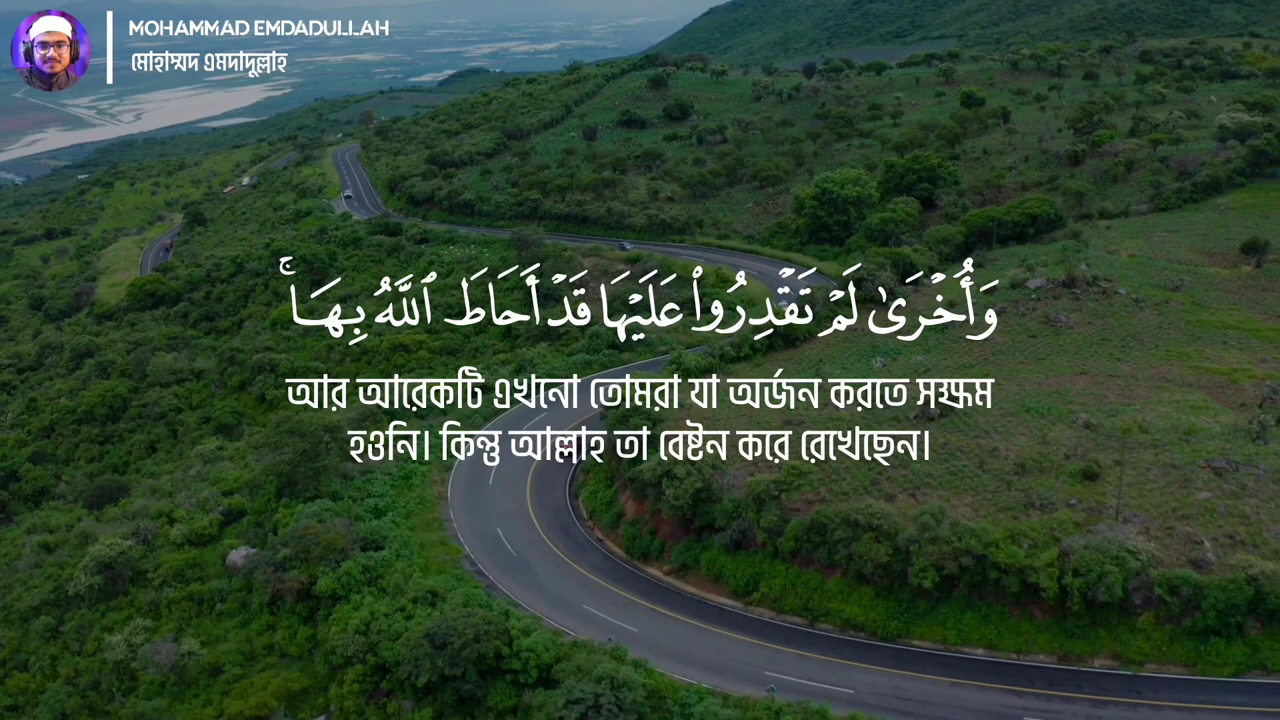 MOHAMMAD EMDADULLAH
মোহাম্মদ এমদাদুল্লাহ
وَأُخْرَىٰ لَمْ تَقْدِرُوا۟ عَلَيْهَا قَدْ أَحَاطَ ٱللَّهُ بِهَا ۚ
আর আরেকটি এখনো তোমরা যা অর্জন করতে সক্ষম
হওনি। কিন্তু আল্লাহ তা বেষ্টন করে রেখেছেন।